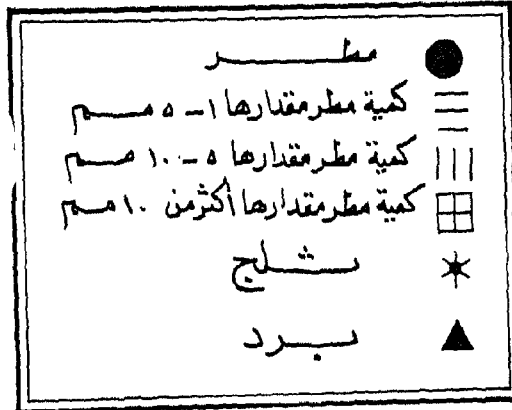 مطر
كمية مطر مقدارها ١ - ٥ مم
كمية مطر مقدارها ٥ - ١٠ مم
كمية مطر مقدارها أكثر من ١٠ مم
ثلج
برد